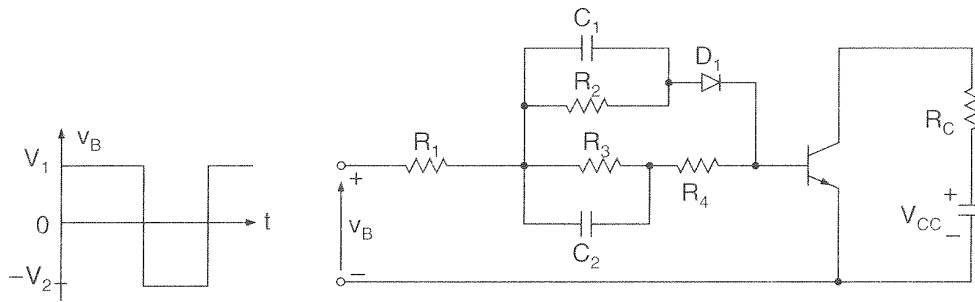 C1
D1
R2
vB
V1
R1
R3
RC
+
R4
+
0
t
vB
VCC
−
C2
−V2
−